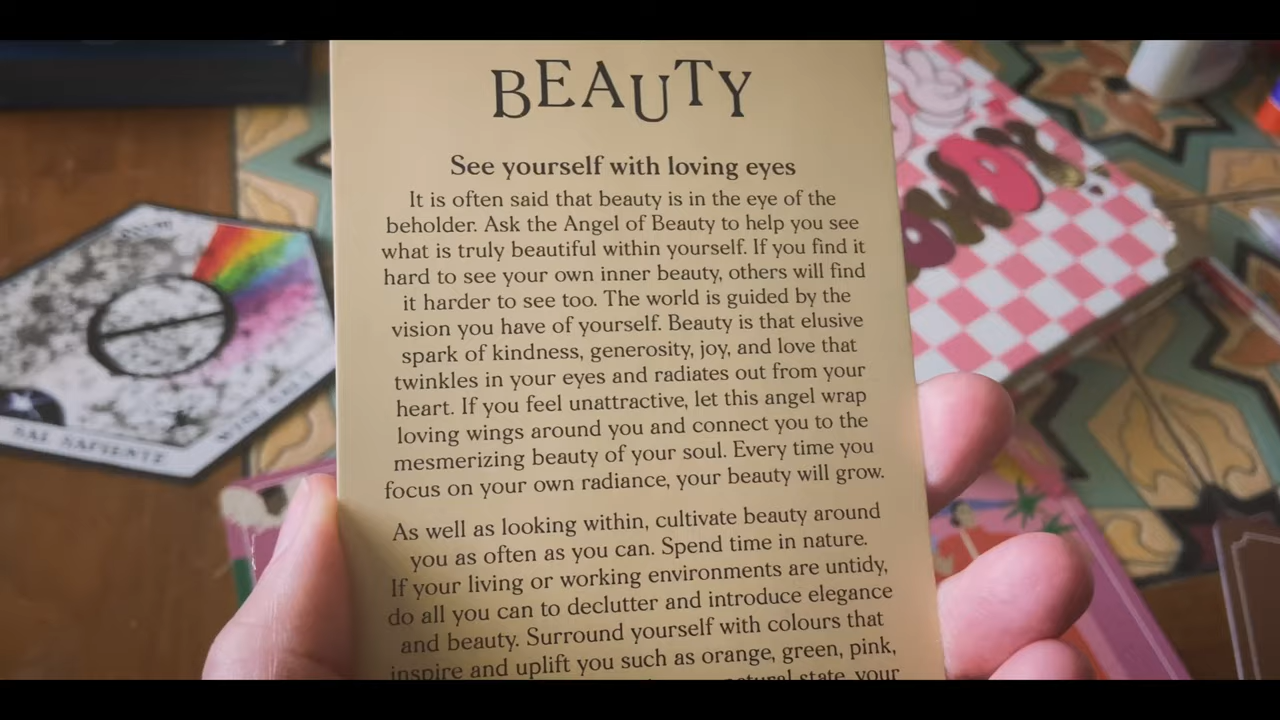 BEAUTY
See yourself with loving eyes
It is often said that beauty is in the eye of the
beholder. Ask the Angel of Beauty to help you see
what is truly beautiful within yourself. If you find it
hard to see your own inner beauty, others will find
it harder to see too. The world is guided by the
vision you have of yourself. Beauty is that elusive
spark of kindness, generosity, joy, and love that
twinkles in your eyes and radiates out from your
heart. If you feel unattractive, let this angel wrap
loving wings around you and connect you to the
mesmerizing beauty of your soul. Every time you
focus on your own radiance, your beauty will grow.
As well as looking within, cultivate beauty around
you as often as you can. Spend time in nature.
If your living or working environments are untidy,
do all you can to declutter and introduce elegance
and beauty. Surround yourself with colours that
inspire and uplift you such as orange, green, pink,
natural state, your
SAL SAPIENTE